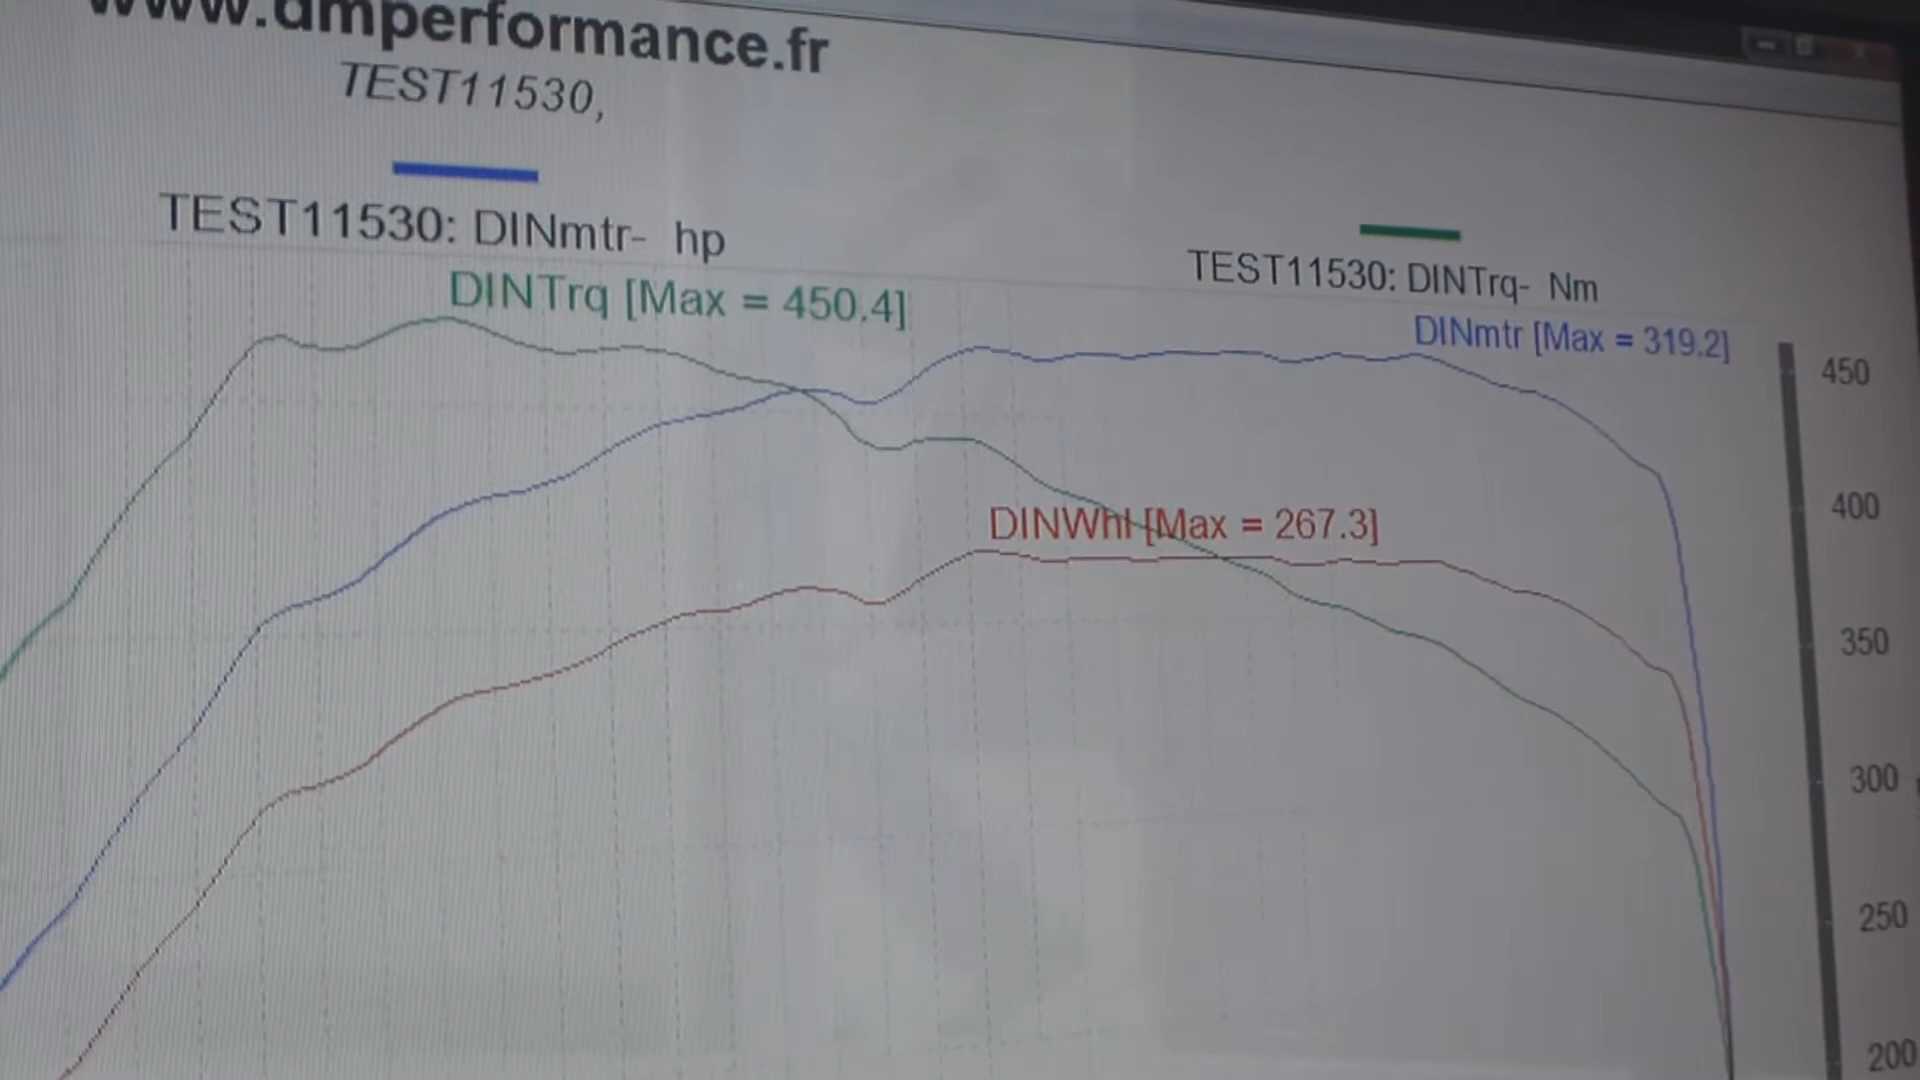 www.dmperformance.fr
TEST11530,
TEST11530: DINmtr- hp
TEST11530: DINTrq- Nm
DINTrq [Max = 450.4]
DINmtr [Max = 319.2]
DINWhl [Max = 267.3]
450
400
350
300
250
200